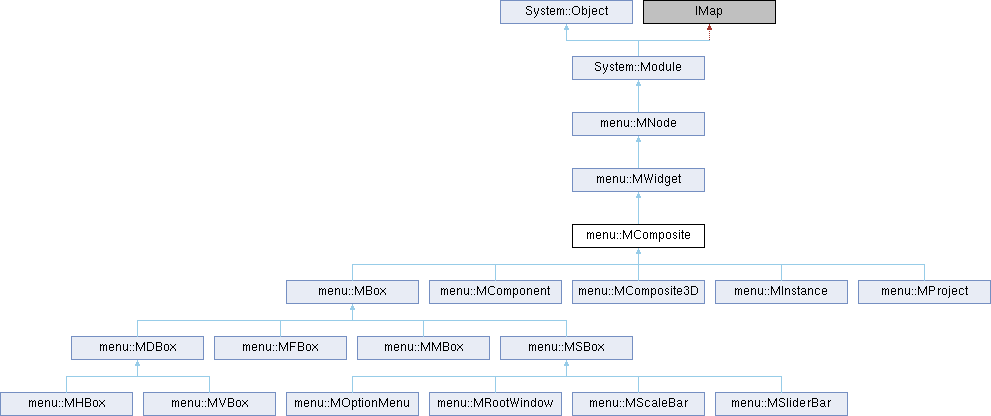 System::Object
IMap
System::Module
menu::MNode
menu::MWidget
menu::MComposite
menu::MBox
menu::MComponent
menu::MComposite3D
menu::MInstance
menu::MProject
menu::MDBox
menu::MFBox
menu::MMBox
menu::MSBox
menu::MHBox
menu::MVBox
menu::MOptionMenu
menu::MRootWindow
menu::MScaleBar
menu::MSliderBar